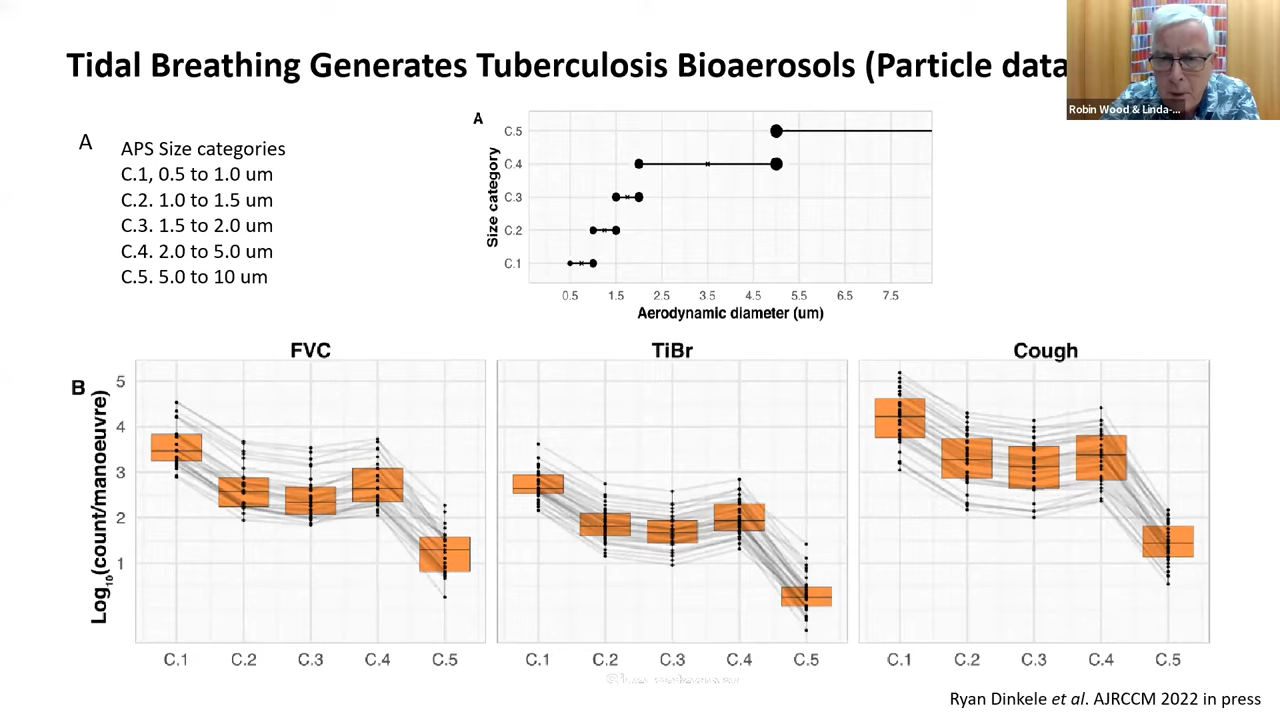 Tidal Breathing Generates Tuberculosis Bioaerosols (Particle data
Robin Wood & Linda-...
A
APS Size categories
C.1, 0.5 to 1.0 um
C.2. 1.0 to 1.5 um
C.3. 1.5 to 2.0 um
C.4. 2.0 to 5.0 um
C.5. 5.0 to 10 um
A
Size category
C.5
C.4
C.3
C.2
C.1
0.5 1.5 2.5 3.5 4.5 5.5 6.5 7.5
Aerodynamic diameter (um)
B
Log10(count/manoeuvre)
5
4
3
2
1
FVC
C.1 C.2 C.3 C.4 C.5
TiBr
C.1 C.2 C.3 C.4 C.5
Cough
C.1 C.2 C.3 C.4 C.5
Ryan Dinkele et al. AJRCCM 2022 in press